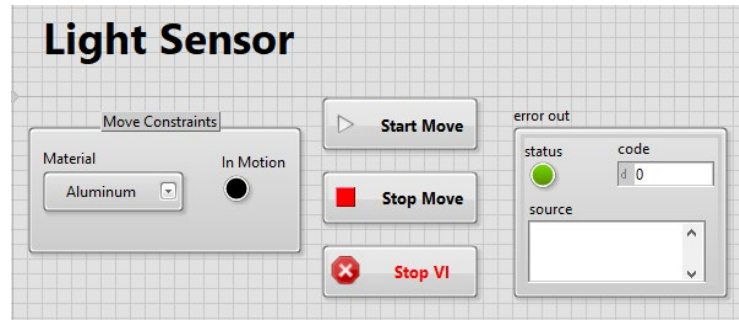 Light Sensor
Move Constraints
Material
In Motion
Aluminum
Start Move
Stop Move
Stop VI
error out
status
code
d 0
source